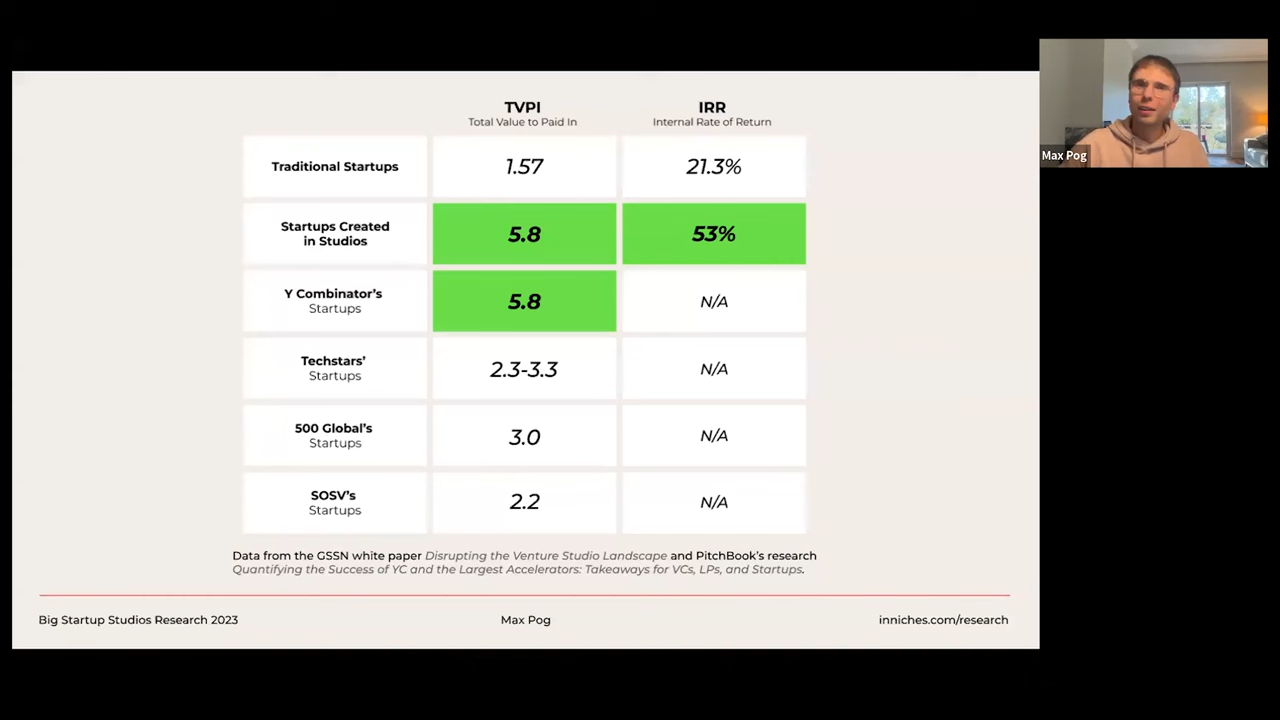 TVPI
Total Value to Paid In
IRR
Internal Rate of Return
Traditional Startups
1.57
21.3%
Startups Created
in Studios
5.8
53%
Y Combinator’s
Startups
5.8
N/A
Techstars’
Startups
2.3-3.3
N/A
500 Global’s
Startups
3.0
N/A
SOSV’s
Startups
2.2
N/A
Data from the GSSN white paper Disrupting the Venture Studio Landscape and PitchBook’s research
Quantifying the Success of YC and the Largest Accelerators: Takeaways for VCs, LPs, and Startups.
Big Startup Studios Research 2023
Max Pog
inniches.com/research
Max Pog